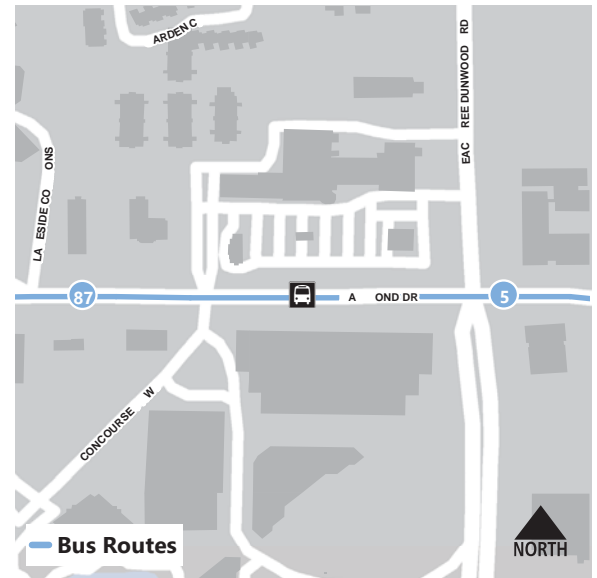 ARDEN C
EAC REE DUNWOOD RD
LA ESIDE CO ONS
87
A OND DR
5
CONCOURSE W
Bus Routes
NORTH